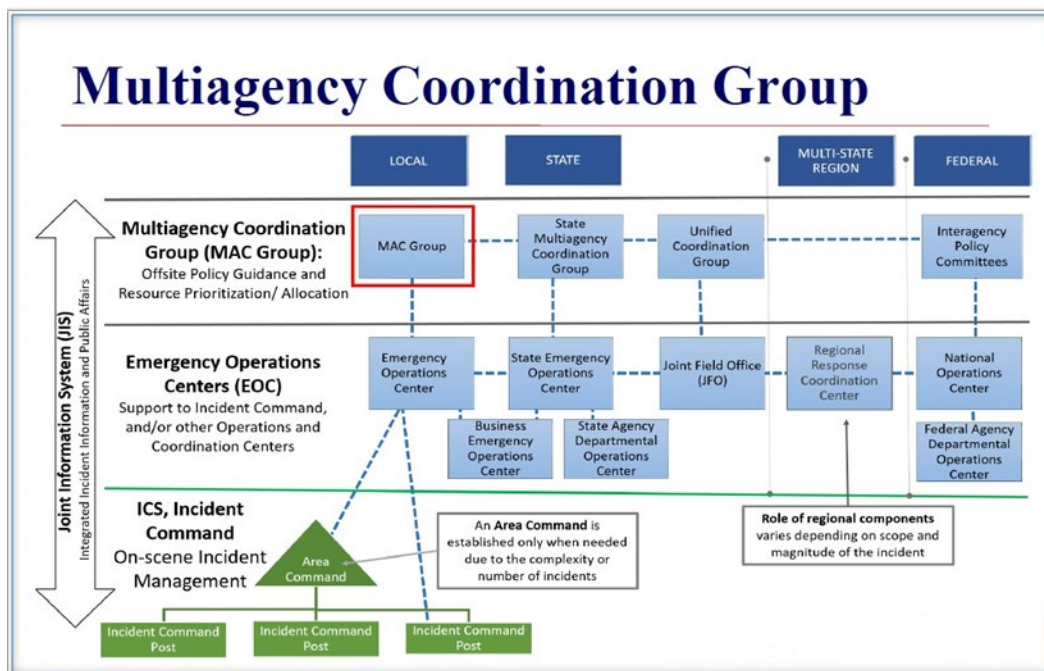 Multiagency Coordination Group
LOCAL
STATE
MULTI-STATE
REGION
FEDERAL
Joint Information System (JIS)
Integrated Incident Information and Public Affairs
Multiagency Coordination
Group (MAC Group):
Offsite Policy Guidance and
Resource Prioritization/ Allocation
MAC Group
State
Multiagency
Coordination
Group
Unified
Coordination
Group
Interagency
Policy
Committees
Emergency Operations
Centers (EOC)
Support to Incident Command,
and/or other Operations and
Coordination Centers
Emergency
Operations
Center
State Emergency
Operations
Center
Joint Field Office
(JFO)
Regional
Response
Coordination
Center
National
Operations
Center
Business
Emergency
Operations
Center
State Agency
Departmental
Operations
Center
Federal Agency
Departmental
Operations
Center
ICS, Incident
Command
On-scene Incident
Management
Area
Command
An Area Command is
established only when needed
due to the complexity or
number of incidents
Role of regional components
varies depending on scope and
magnitude of the incident
Incident Command
Post
Incident Command
Post
Incident Command
Post